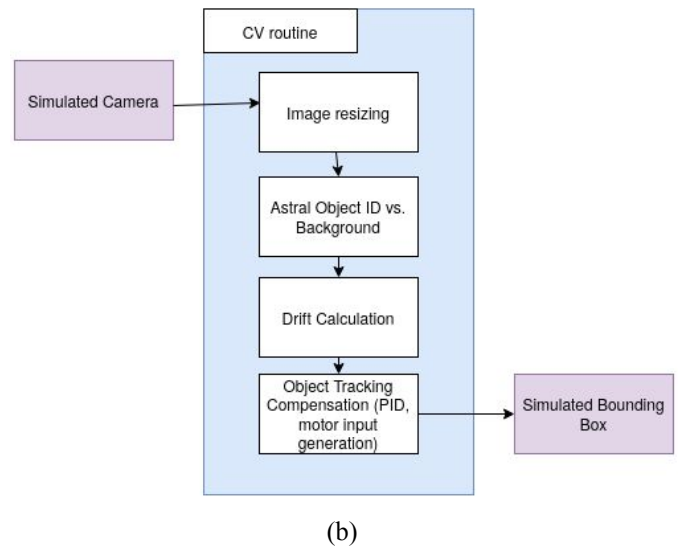 CV routine
Simulated Camera
Image resizing
Astral Object ID vs.
Background
Drift Calculation
Object Tracking
Compensation (PID,
motor input
generation)
Simulated Bounding
Box
(b)